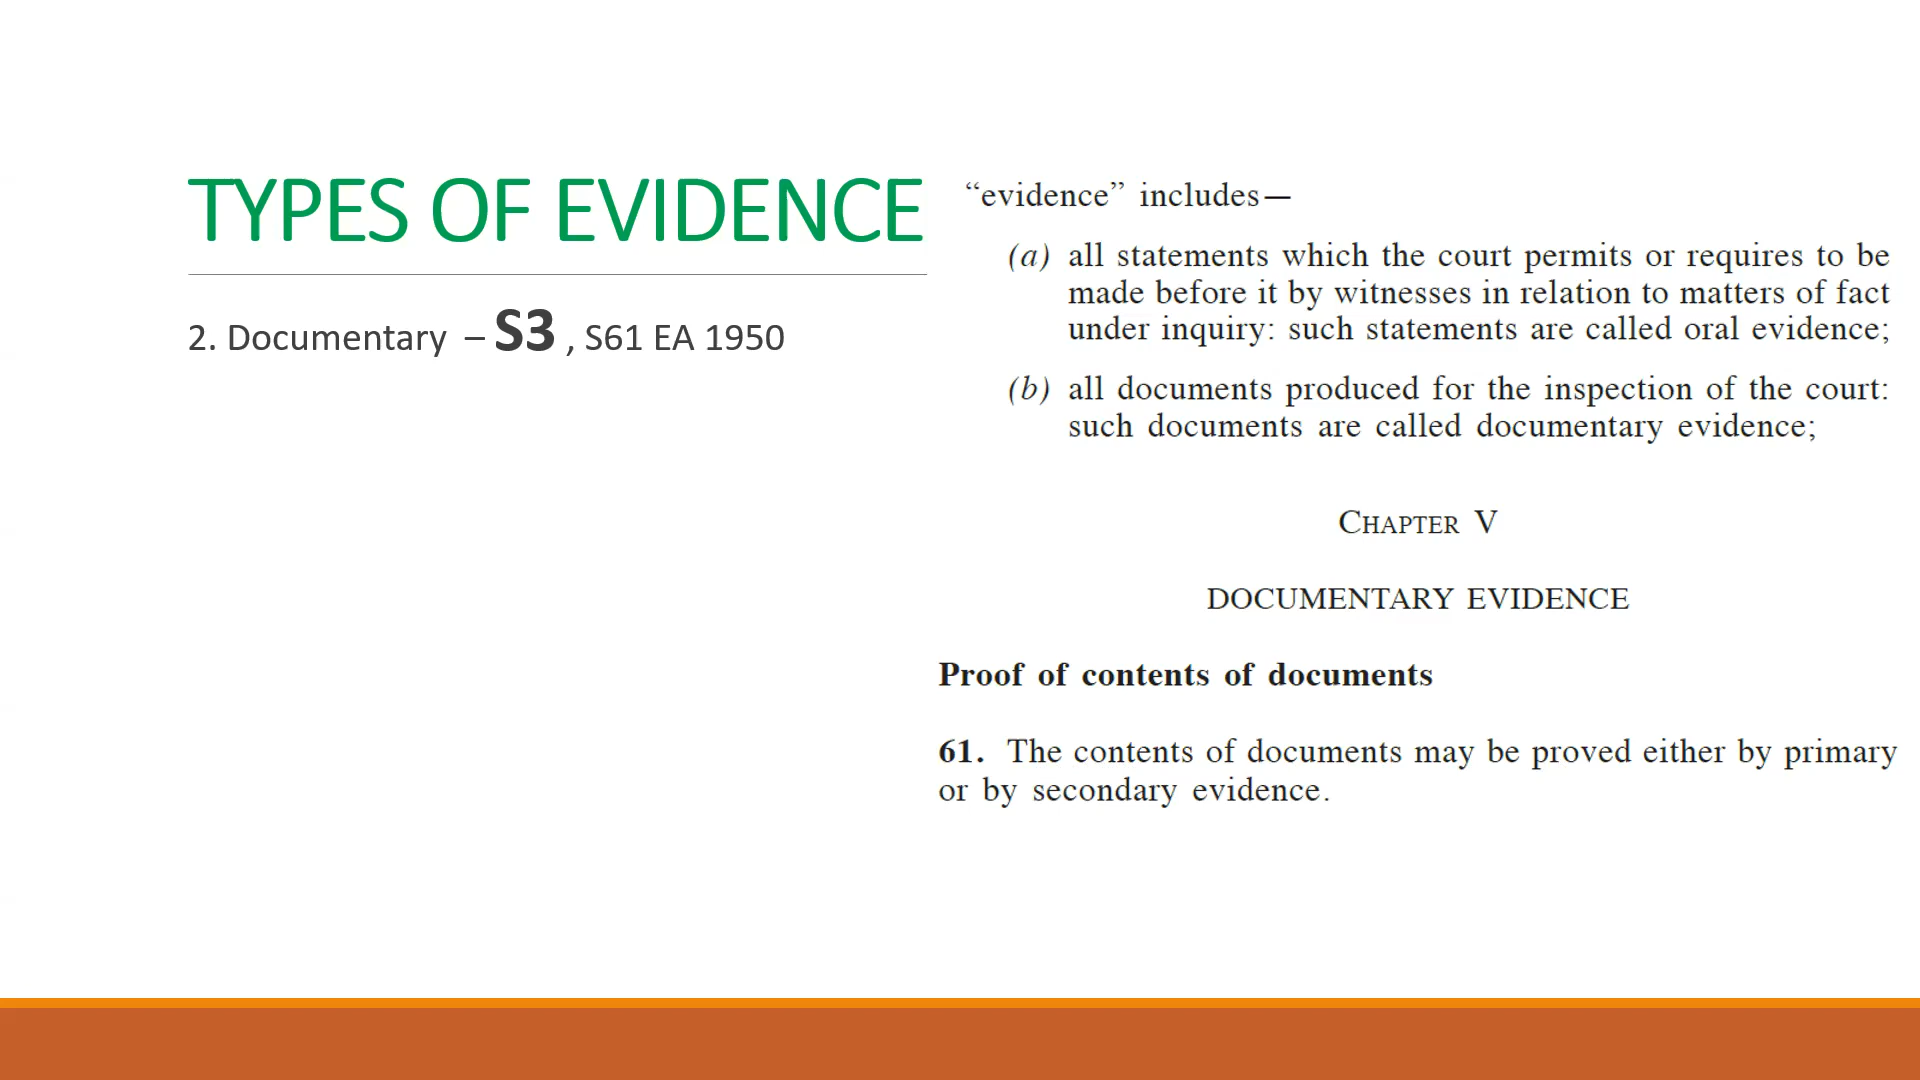 TYPES OF EVIDENCE
2. Documentary – S3 , S61 EA 1950
“evidence” includes—
(a) all statements which the court permits or requires to be
made before it by witnesses in relation to matters of fact
under inquiry: such statements are called oral evidence;
(b) all documents produced for the inspection of the court:
such documents are called documentary evidence;
CHAPTER V
DOCUMENTARY EVIDENCE
Proof of contents of documents
61. The contents of documents may be proved either by primary
or by secondary evidence.